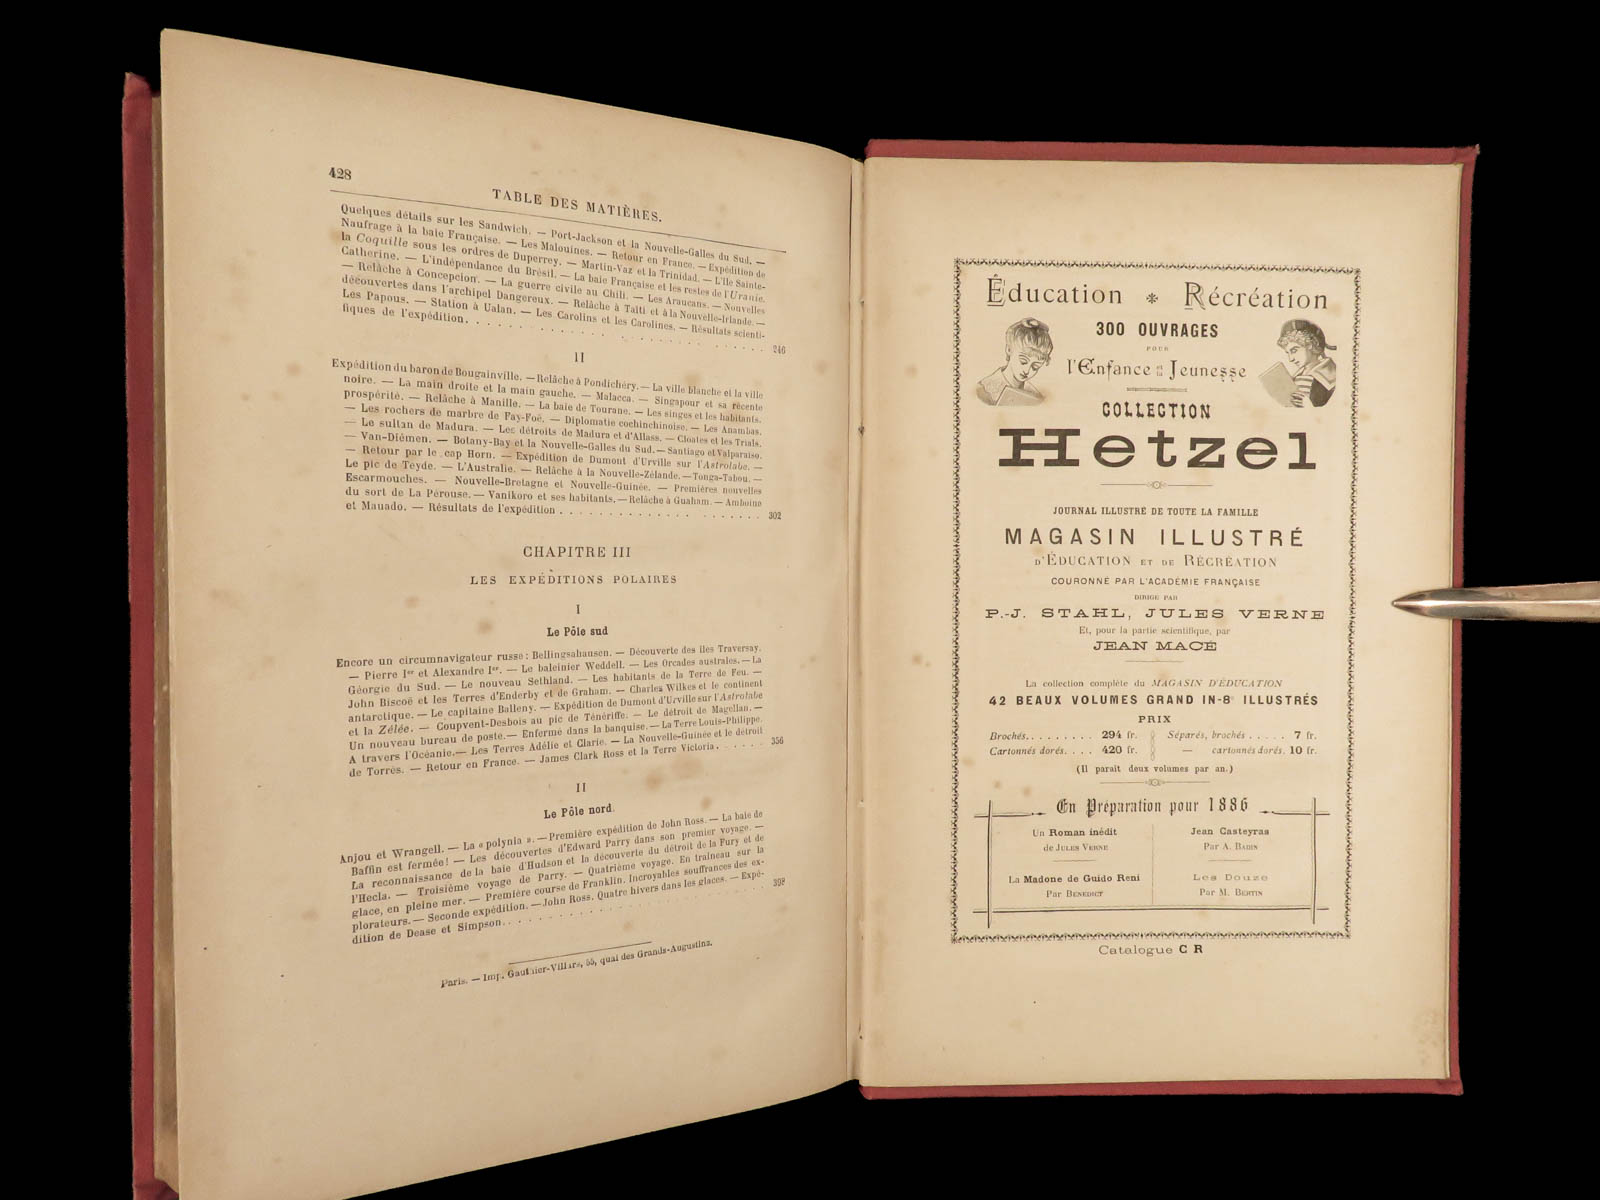 428
TABLE DES MATIÈRES.
Quelques détails sur les Sandwich. — Port-Jackson et la Nouvelle-Galles du Sud. —
Naufrage à la baie Française. — Les Malouines. — Retour en France. — Expédition de
la Coquille sous les ordres de Duperrey. — Martin-Vaz et la Trinidad. — L'île Sainte-
Catherine. — L'indépendance du Brésil. — La baie Française et les restes de l'Uranie.
— Relâche à Concepcion. — La guerre civile au Chili. — Les Araucans. — Nouvelles
découvertes dans l'archipel Dangereux. — Relâche à Taïti et à la Nouvelle-Irlande. —
Les Papous. — Station à Ualan. — Les Carolins et les Carolines. — Résultats scienti-
fiques de l'expédition. . . . . . . . . . . . . . . . . . . . . . 246
II
Expédition du baron de Bougainville. — Relâche à Pondichéry. — La ville blanche et la ville
noire. — La main droite et la main gauche. — Malacca. — Singapour et sa récente
prospérité. — Relâche à Manille. — La baie de Tourane. — Les singes et les habitants.
— Les rochers de marbre de Fay-Foë. — Diplomatie cochinchinoise. — Les Anambas.
— Le sultan de Madura. — Les détroits de Madura et d'Allass. — Cloates et les Trials.
— Van-Diémen. — Botany-Bay et la Nouvelle-Galles du Sud. — Santiago et Valparaiso.
— Retour par le cap Horn. — Expédition de Dumont d'Urville sur l'Astrolabe. —
Le pic de Teyde. — L'Australie. — Relâche à la Nouvelle-Zélande. — Tonga-Tabou. —
Escarmouches. — Nouvelle-Bretagne et Nouvelle-Guinée. — Premières nouvelles
du sort de La Pérouse. — Vanikoro et ses habitants. — Relâche à Guaham. — Amboine
et Manado. — Résultats de l'expédition . . . . . . . . . . . . . . . . . . . . 302
CHAPITRE III
LES EXPÉDITIONS POLAIRES
I
Le Pôle sud
Encore un circumnavigateur russe : Bellingshausen. — Découverte des îles Traversay.
— Pierre Ier et Alexandre Ier. — Le baleinier Weddell. — Les Orcades australes. — La
Géorgie du Sud. — Le nouveau Sethland. — Les habitants de la Terre de Feu. —
John Biscoë et les Terres d'Enderby et de Graham. — Charles Wilkes et le continent
antarctique. — Le capitaine Balleny. — Expédition de Dumont d'Urville sur l'Astrolabe
et la Zélée. — Coupvent-Desbois au pic de Ténériffe. — Le détroit de Magellan. —
Un nouveau bureau de poste. — Enfermé dans la banquise. — La Terre Louis-Philippe.
A travers l'Océanie. — Les Terres Adélie et Clarie. — La Nouvelle-Guinée et le détroit
de Torrès. — Retour en France. — James Clark Ross et la Terre Victoria. . . . . . 356
II
Le Pôle nord.
Anjou et Wrangell. — La « polynia ». — Première expédition de John Ross. — La baie de
Baffin est fermée! — Les découvertes d'Edward Parry dans son premier voyage. —
La reconnaissance de la baie d'Hudson et la découverte du détroit de la Fury et de
l'Hecla. — Troisième voyage de Parry. — Quatrième voyage. En traîneau sur la
glace, en pleine mer. — Première course de Franklin. Incroyables souffrances des ex-
plorateurs. — Seconde expédition. — John Ross. Quatre hivers dans les glaces. — Expé-
dition de Dease et Simpson. . . . . . . . . . . . . . . . . . . . 398
Paris. — Imp. Gauthier-Villars, 55, quai des Grands-Augustins.
Éducation * Récréation
300 OUVRAGES
POUR
l'Enfance et la Jeunesse
COLLECTION
Hetzel
JOURNAL ILLUSTRÉ DE TOUTE LA FAMILLE
MAGASIN ILLUSTRÉ
D'ÉDUCATION ET DE RÉCRÉATION
COURONNÉ PAR L'ACADÉMIE FRANÇAISE
DIRIGÉ PAR
P.-J. STAHL, JULES VERNE
Et, pour la partie scientifique, par
JEAN MACÉ
La collection complète du MAGASIN D'ÉDUCATION
42 BEAUX VOLUMES GRAND IN-8° ILLUSTRÉS
PRIX
Brochés. . . . . . . . . 294 fr. Séparés, brochés . . . . . 7 fr.
Cartonnés dorés. . . . 420 fr. — cartonnés dorés. 10 fr.
(Il paraît deux volumes par an.)
En Préparation pour 1886
Un Roman inédit
de JULES VERNE
Jean Casteyras
Par A. BADIN
La Madone de Guido Reni
Par BENEDICT
Les Douze
Par M. BERTIN
Catalogue C R